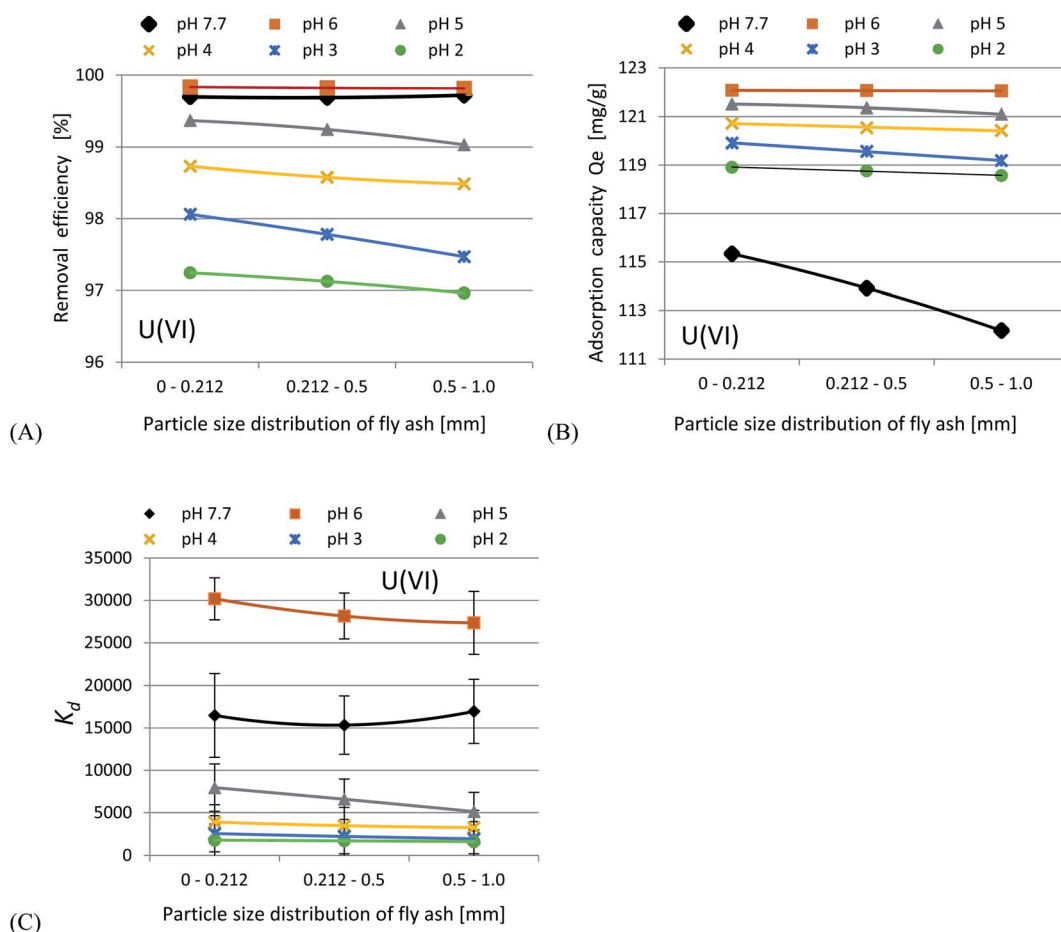 pH 7.7 pH 6 pH 5
pH 4 pH 3 pH 2
Removal efficiency [%]
100
99
98
97
96
U(VI)
0 - 0.212 0.212 - 0.5 0.5 - 1.0
Particle size distribution of fly ash [mm]
(A)
pH 7.7 pH 6 pH 5
pH 4 pH 3 pH 2
Adsorption capacity Qe [mg/g]
123
121
119
117
115
113
111
U(VI)
0 - 0.212 0.212 - 0.5 0.5 - 1.0
Particle size distribution of fly ash [mm]
(B)
pH 7.7 pH 6 pH 5
pH 4 pH 3 pH 2
U(VI)
Kd
35000
30000
25000
20000
15000
10000
5000
0
0 - 0.212 0.212 - 0.5 0.5 - 1.0
Particle size distribution of fly ash [mm]
(C)